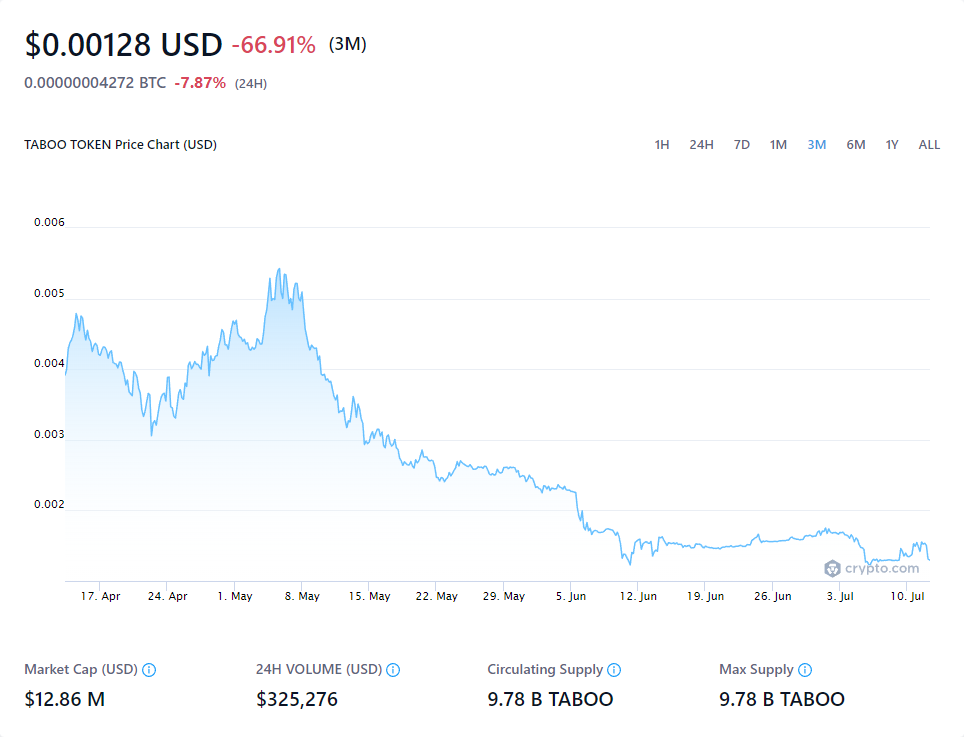 $0.00128 USD -66.91% (3M)
0.00000004272 BTC -7.87% (24H)
TABOO TOKEN Price Chart (USD) 1H 24H 7D 1M 3M 6M 1Y ALL
0.006
0.005
0.004
0.003
0.002
crypto.com
17. Apr 24. Apr 1. May 8. May 15. May 22. May 29. May 5. Jun 12. Jun 19. Jun 26. Jun 3. Jul 10. Jul
Market Cap (USD) 24H VOLUME (USD) Circulating Supply Max Supply
$12.86 M $325,276 9.78 B TABOO 9.78 B TABOO